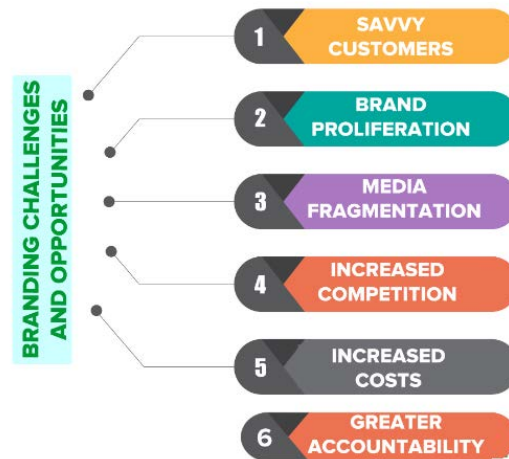 BRANDING CHALLENGES
AND OPPORTUNITIES
1
SAVVY
CUSTOMERS
2
BRAND
PROLIFERATION
3
MEDIA
FRAGMENTATION
4
INCREASED
COMPETITION
5
INCREASED
COSTS
6
GREATER
ACCOUNTABILITY